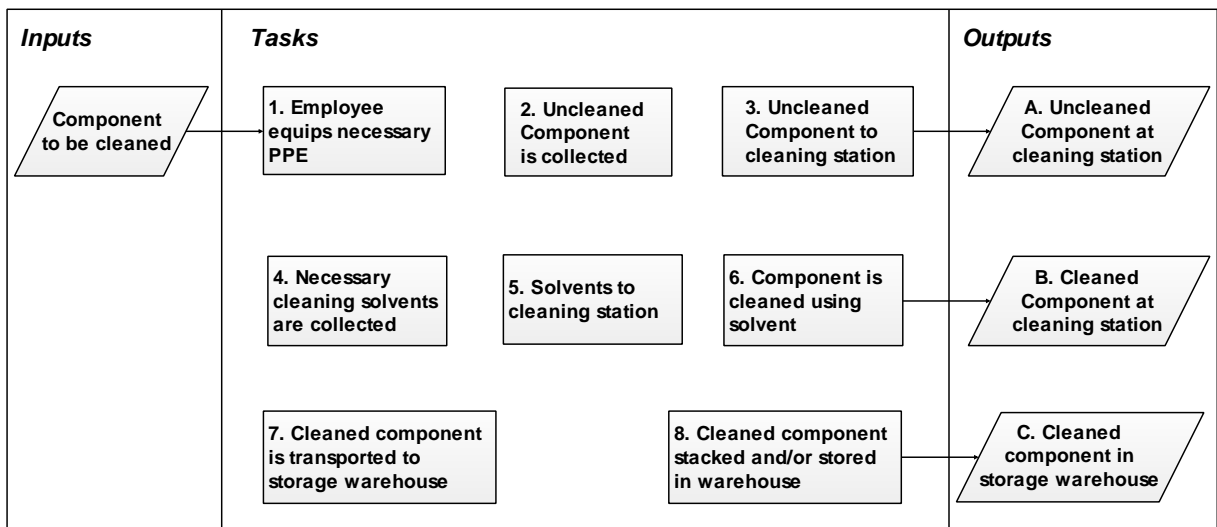 Inputs
Tasks
Outputs
Component
to be cleaned
1. Employee
equips necessary
PPE
2. Uncleaned
Component
is collected
3. Uncleaned
Component to
cleaning station
A. Uncleaned
Component at
cleaning station
4. Necessary
cleaning solvents
are collected
5. Solvents to
cleaning station
6. Component is
cleaned using
solvent
B. Cleaned
Component at
cleaning station
7. Cleaned component
is transported to
storage warehouse
8. Cleaned component
stacked and/or stored
in warehouse
C. Cleaned
component in
storage warehouse